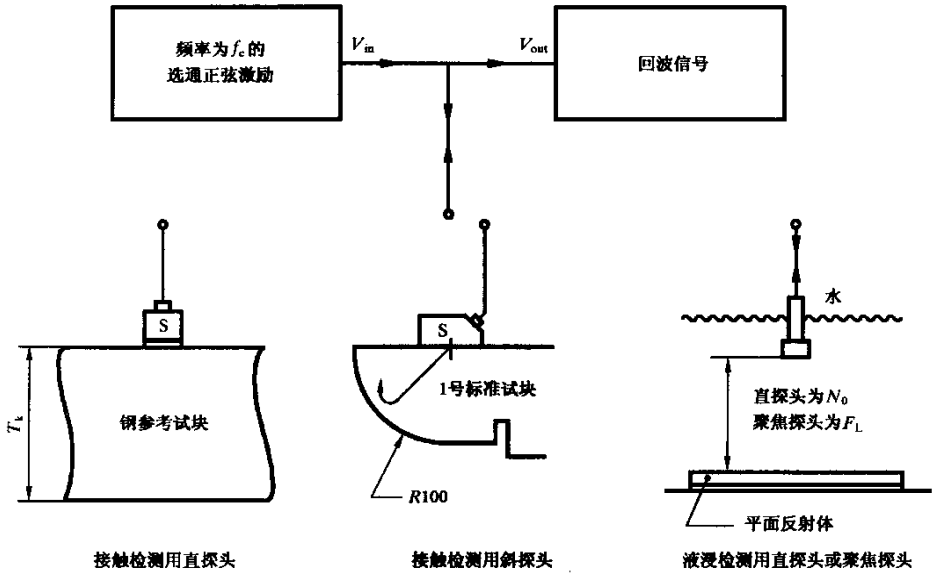 频率为fc的
选通正弦激励
Vin
Vout
回波信号
S
Tk
钢参考试块
S
1号标准试块
R100
水
直探头为N0
聚焦探头为FL
平面反射体
接触检测用直探头
接触检测用斜探头
液浸检测用直探头或聚焦探头